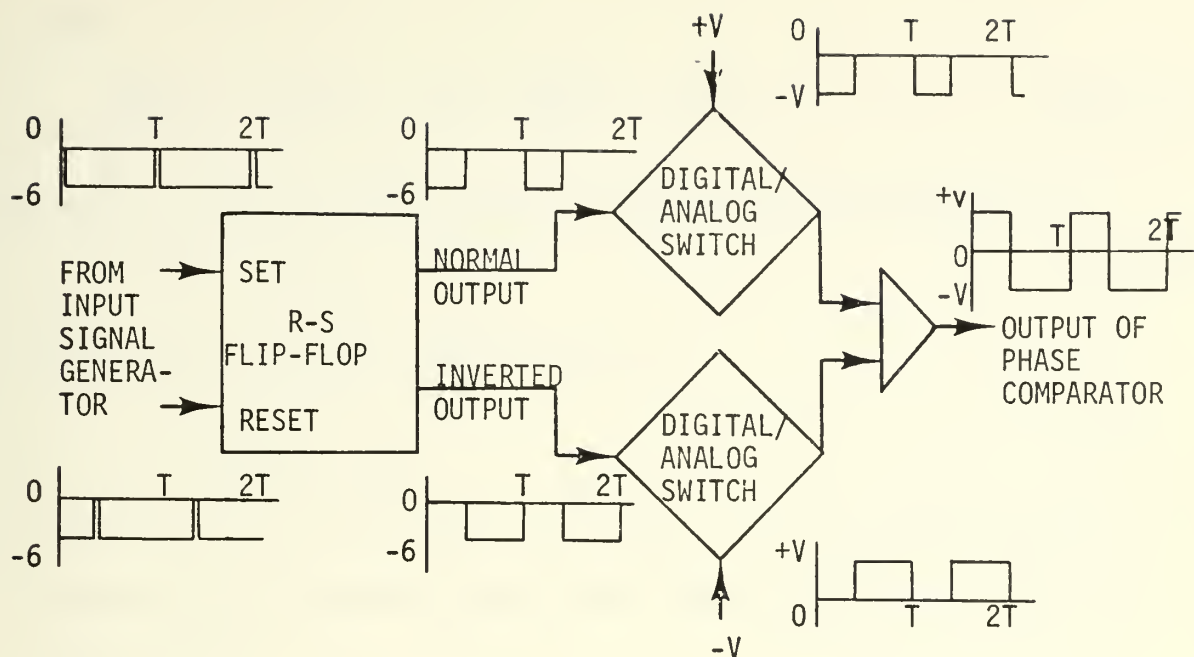 +V
0 T 2T
-V
0 T 2T
-6
0 T 2T
-6
DIGITAL/
ANALOG
SWITCH
+v
T 2T
0
-V
FROM
INPUT
SIGNAL
GENERA-
TOR
SET
R-S
FLIP-FLOP
RESET
NORMAL
OUTPUT
INVERTED
OUTPUT
OUTPUT OF
PHASE
COMPARATOR
DIGITAL/
ANALOG
SWITCH
0 T 2T
-6
0 T 2T
-6
+V
0 T 2T
-V